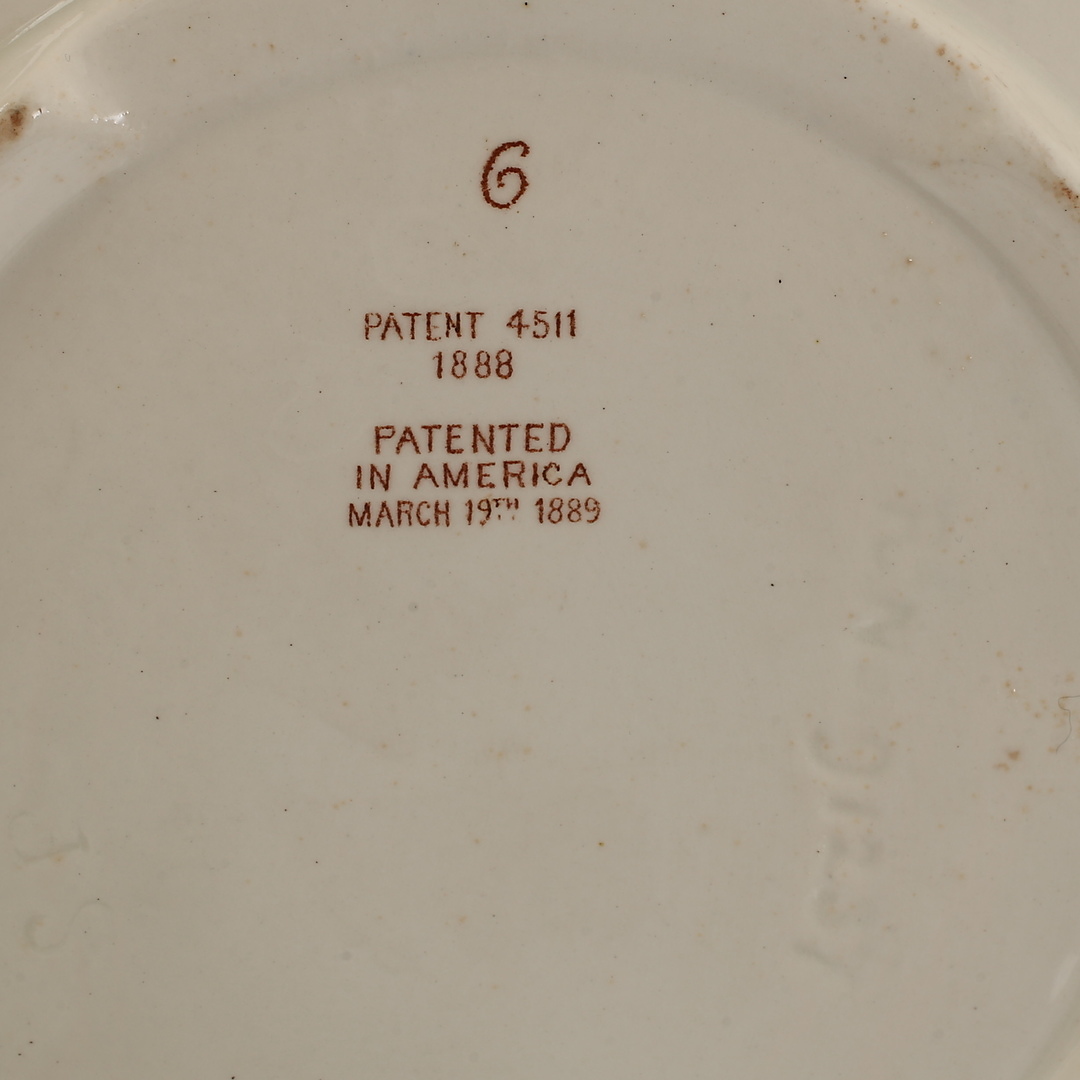 6
PATENT 4511
1888
PATENTED
IN AMERICA
MARCH 19TH 1889